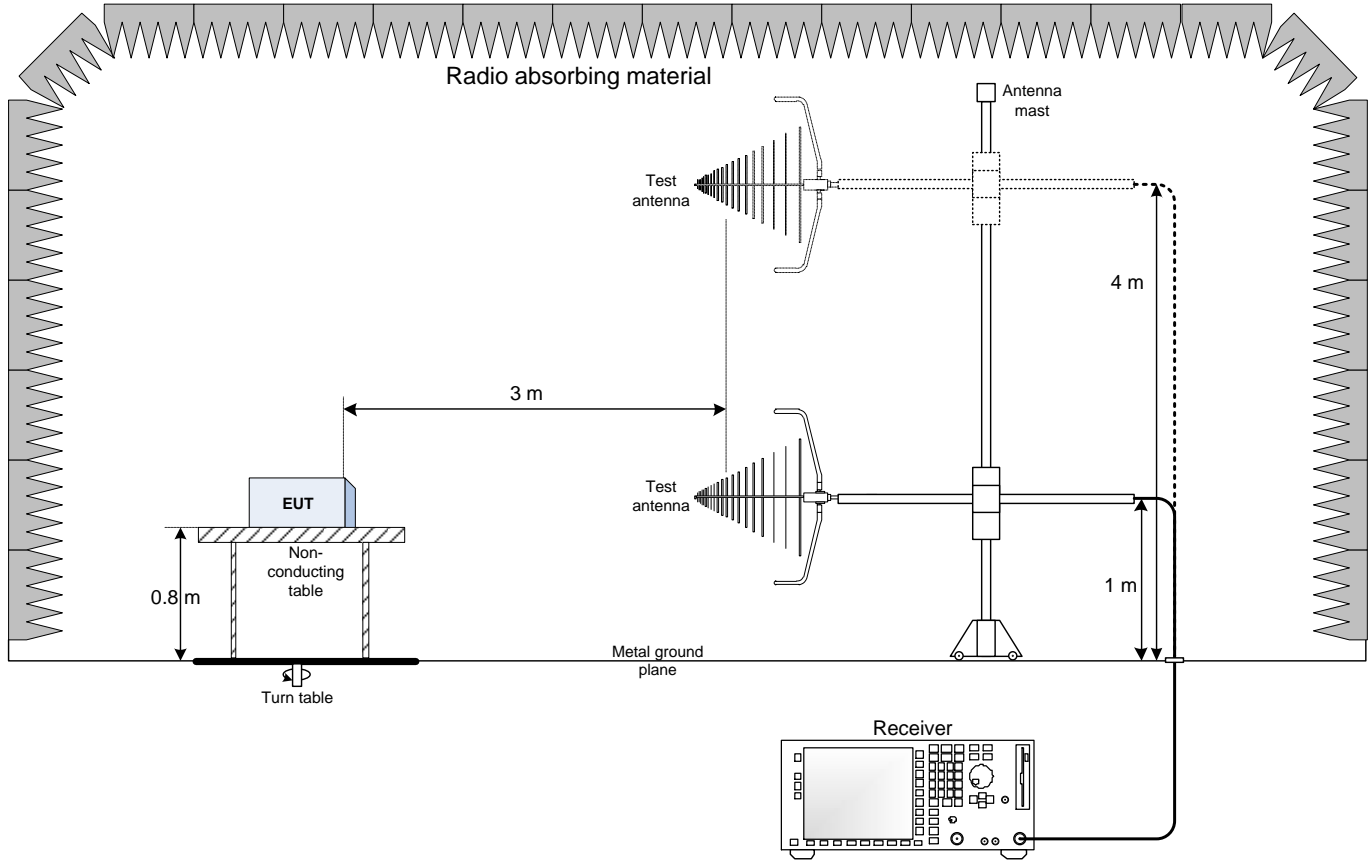 Radio absorbing material
Antenna
mast
Test
antenna
4 m
3 m
Test
antenna
EUT
Non-
conducting
table
0.8 m
1 m
Metal ground
plane
Turn table
Receiver